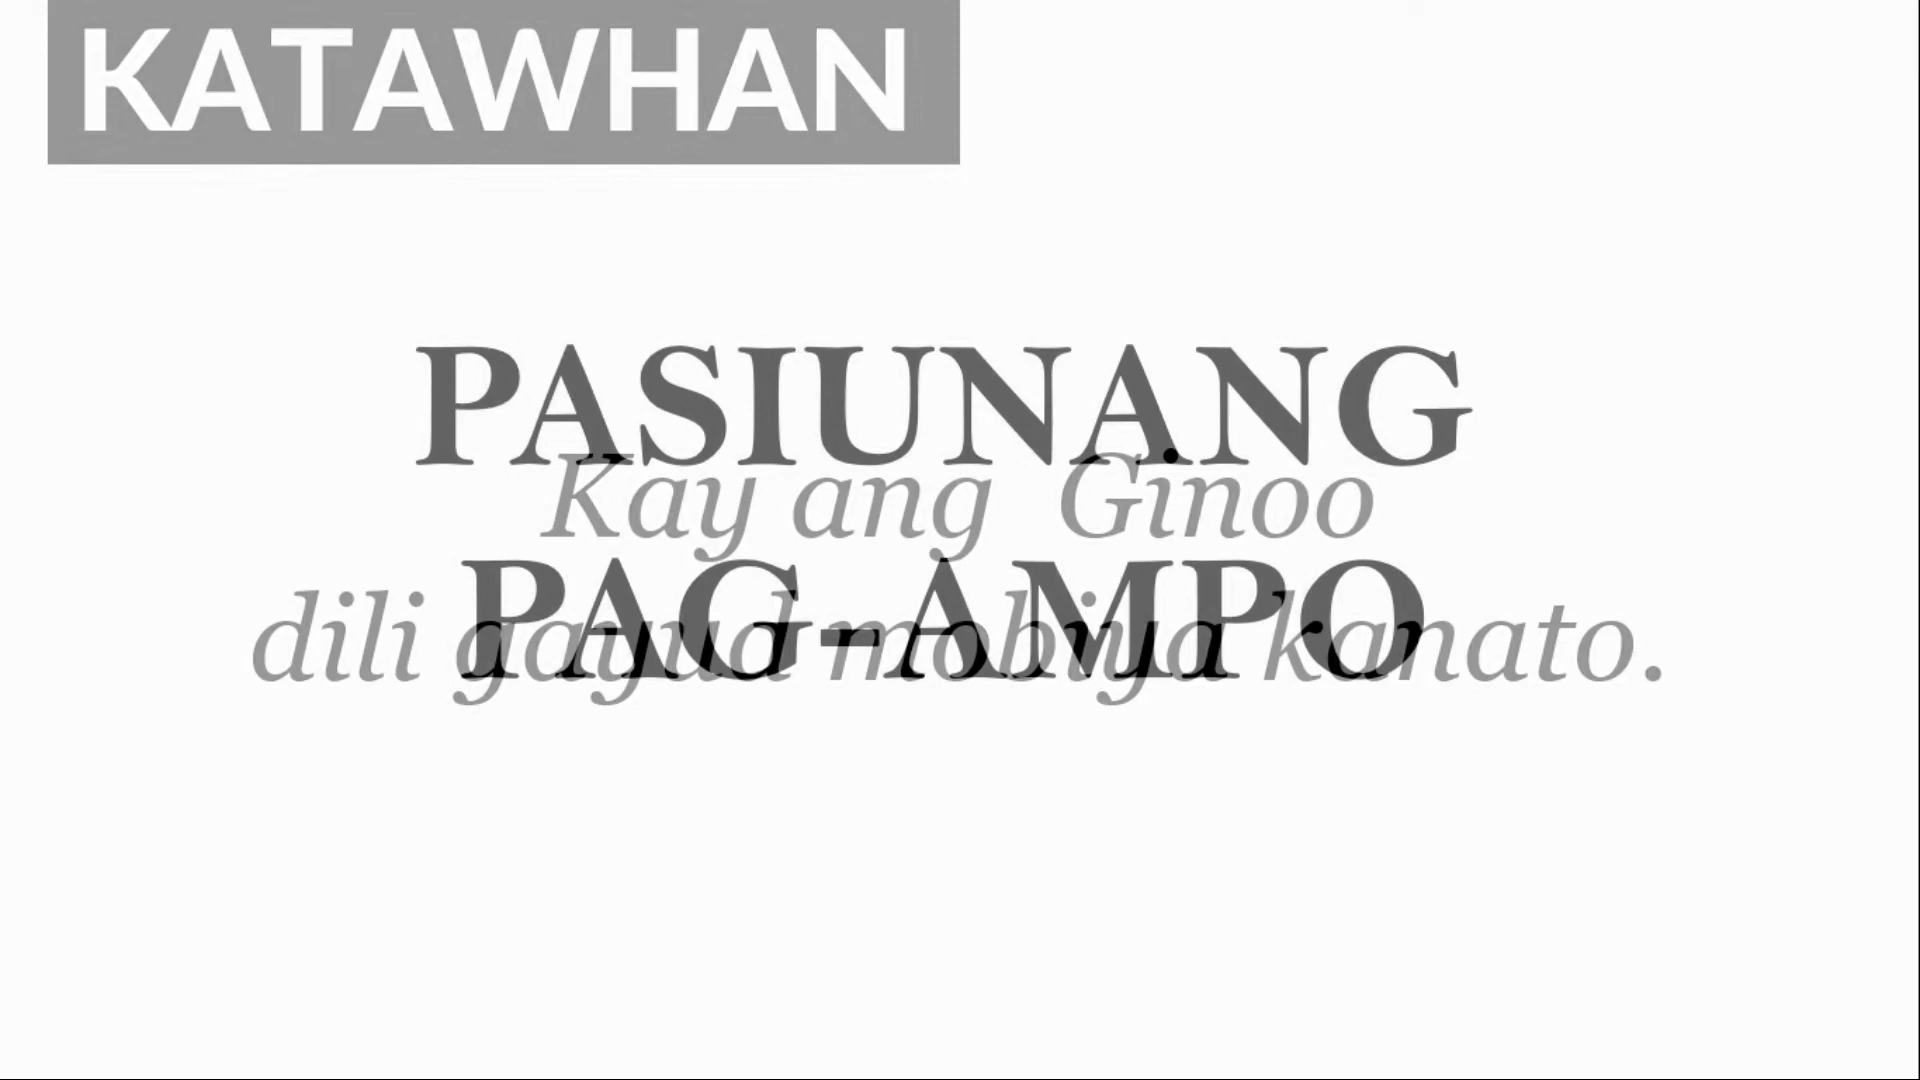 KATAWHAN
PASIUNANG
Kay ang Ginoo
PAG-AMPO
dili gayud mobiya kanato.